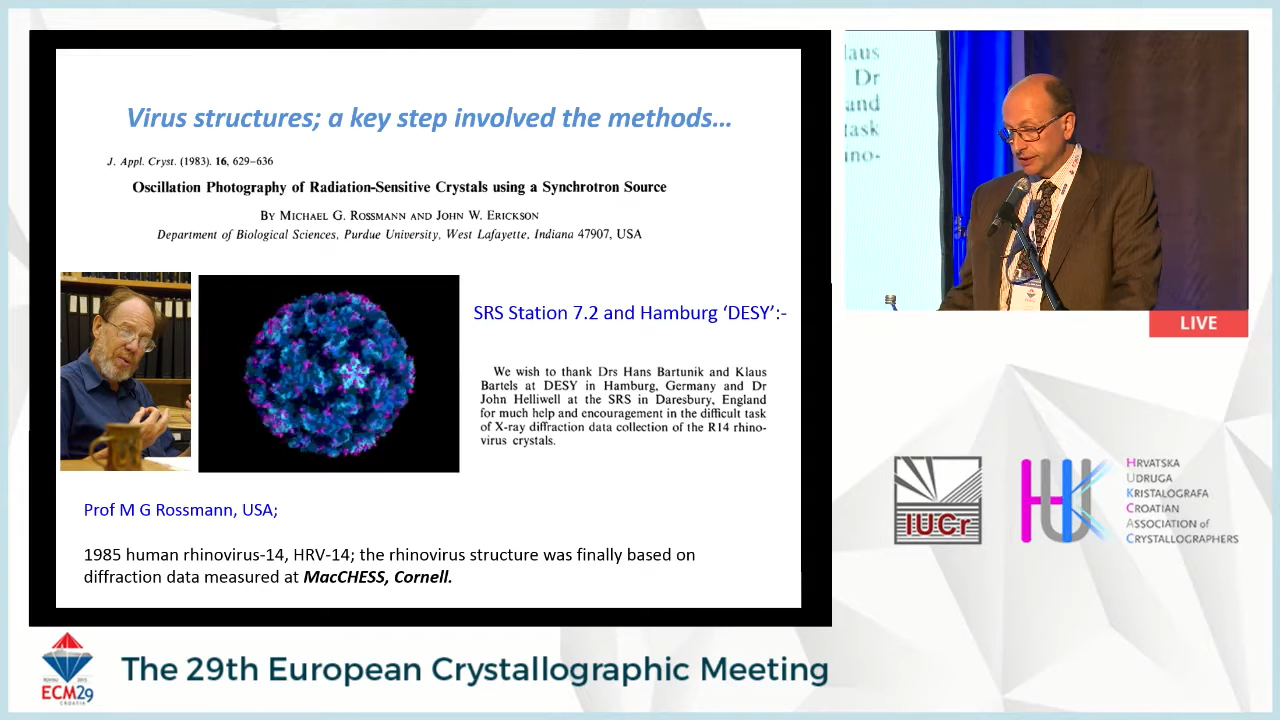 Virus structures; a key step involved the methods...
J. Appl. Cryst. (1983). 16, 629–636
Oscillation Photography of Radiation-Sensitive Crystals using a Synchrotron Source
BY MICHAEL G. ROSSMANN AND JOHN W. ERICKSON
Department of Biological Sciences, Purdue University, West Lafayette, Indiana 47907, USA
SRS Station 7.2 and Hamburg ‘DESY’:-
We wish to thank Drs Hans Bartunik and Klaus
Bartels at DESY in Hamburg, Germany and Dr
John Helliwell at the SRS in Daresbury, England
for much help and encouragement in the difficult task
of X-ray diffraction data collection of the R14 rhino-
virus crystals.
Prof M G Rossmann, USA;
1985 human rhinovirus-14, HRV-14; the rhinovirus structure was finally based on
diffraction data measured at MacCHESS, Cornell.
laus
Dr
and
task
ino-
LIVE
IUCr
HUK
HRVATSKA
UDRUGA
KRISTALOGRAFA
CROATIAN
ASSOCIATION of
CRYSTALLOGRAPHERS
ECM29
CROATIA
The 29th European Crystallographic Meeting